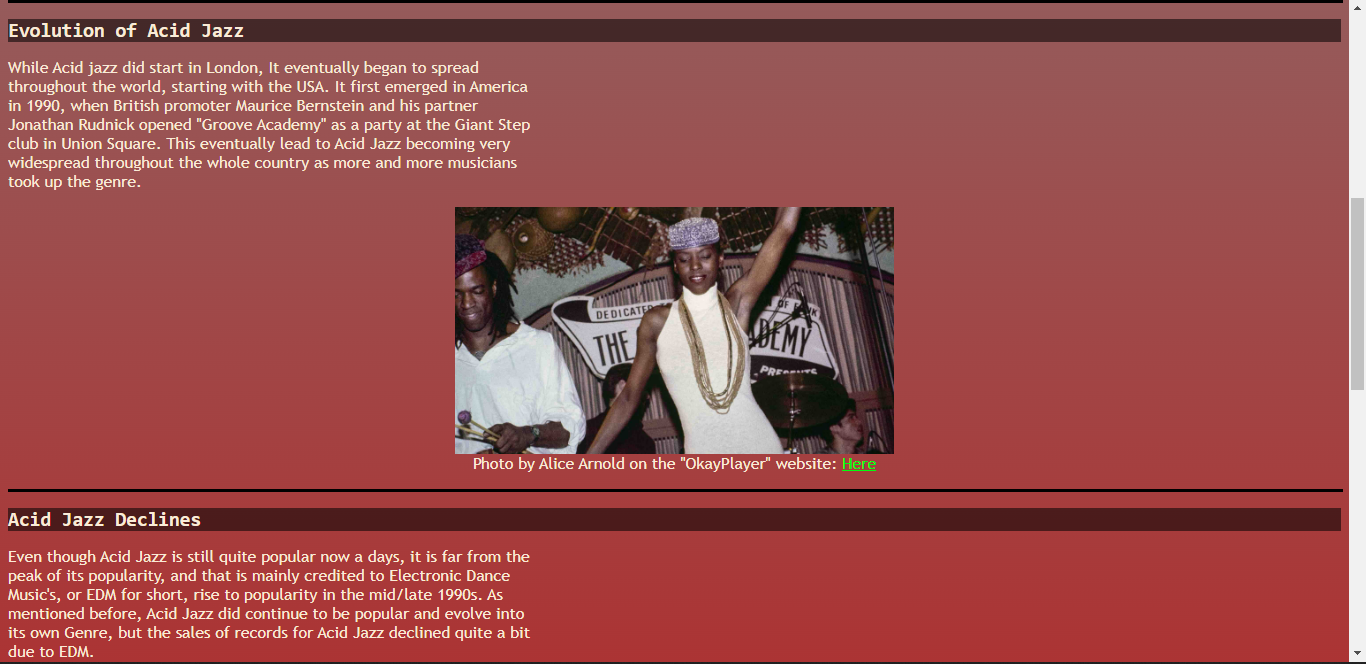 Evolution of Acid Jazz
While Acid jazz did start in London, It eventually began to spread
throughout the world, starting with the USA. It first emerged in America
in 1990, when British promoter Maurice Bernstein and his partner
Jonathan Rudnick opened "Groove Academy" as a party at the Giant Step
club in Union Square. This eventually lead to Acid Jazz becoming very
widespread throughout the whole country as more and more musicians
took up the genre.
DEDICATED
THE
PRESENTS
Photo by Alice Arnold on the "OkayPlayer" website: Here
Acid Jazz Declines
Even though Acid Jazz is still quite popular now a days, it is far from the
peak of its popularity, and that is mainly credited to Electronic Dance
Music's, or EDM for short, rise to popularity in the mid/late 1990s. As
mentioned before, Acid Jazz did continue to be popular and evolve into
its own Genre, but the sales of records for Acid Jazz declined quite a bit
due to EDM.